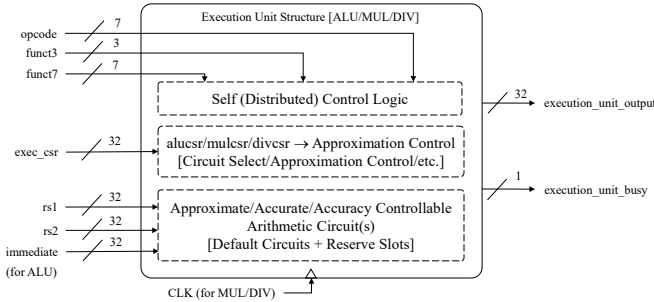 Execution Unit Structure [ALU/MUL/DIV]
opcode
7
funct3
3
funct7
7
Self (Distributed) Control Logic
32
execution_unit_output
exec_csr
32
alucsr/mulcsr/divcsr → Approximation Control
[Circuit Select/Approximation Control/etc.]
1
execution_unit_busy
rs1
32
rs2
32
immediate
(for ALU)
32
Approximate/Accurate/Accuracy Controllable
Arithmetic Circuit(s)
[Default Circuits + Reserve Slots]
CLK (for MUL/DIV)